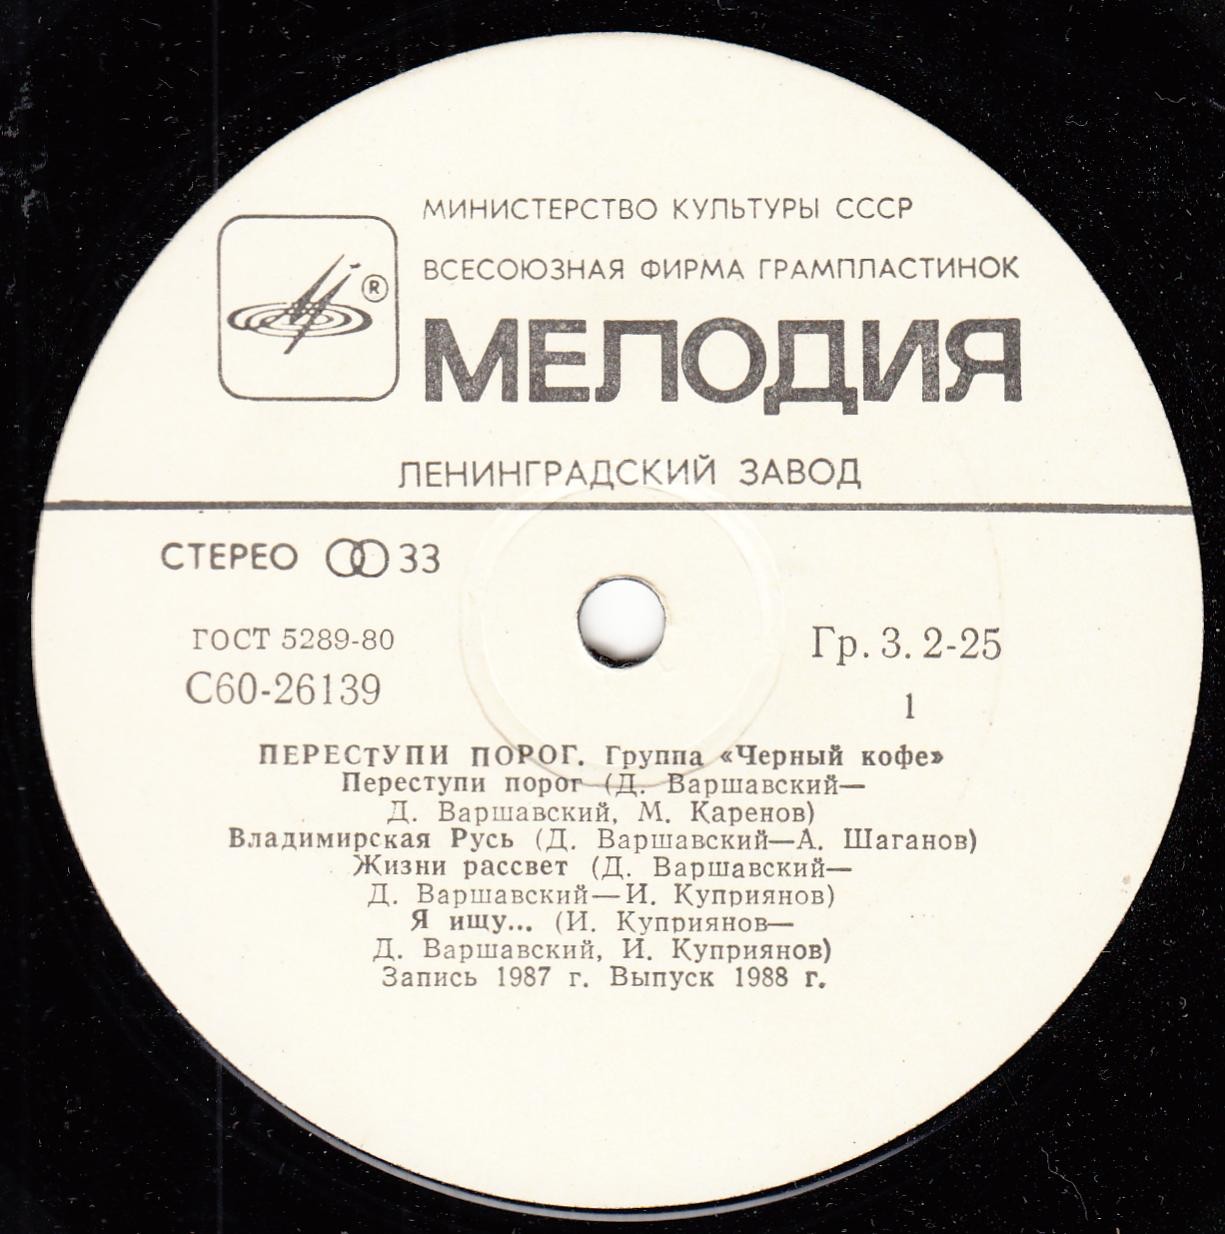 МИНИСТЕРСТВО КУЛЬТУРЫ СССР
ВСЕСОЮЗНАЯ ФИРМА ГРАМПЛАСТИНОК
®
МЕЛОДИЯ
ЛЕНИНГРАДСКИЙ ЗАВОД
СТЕРЕО 33
ГОСТ 5289-80
Гр. 3. 2-25
С60-26139
1
ПЕРЕСТУПИ ПОРОГ. Группа «Черный кофе»
Переступи порог (Д. Варшавский—
Д. Варшавский, М. Каренов)
Владимирская Русь (Д. Варшавский—А. Шаганов)
Жизни рассвет (Д. Варшавский—
Д. Варшавский—И. Куприянов)
Я ищу... (И. Куприянов—
Д. Варшавский, И. Куприянов)
Запись 1987 г. Выпуск 1988 г.